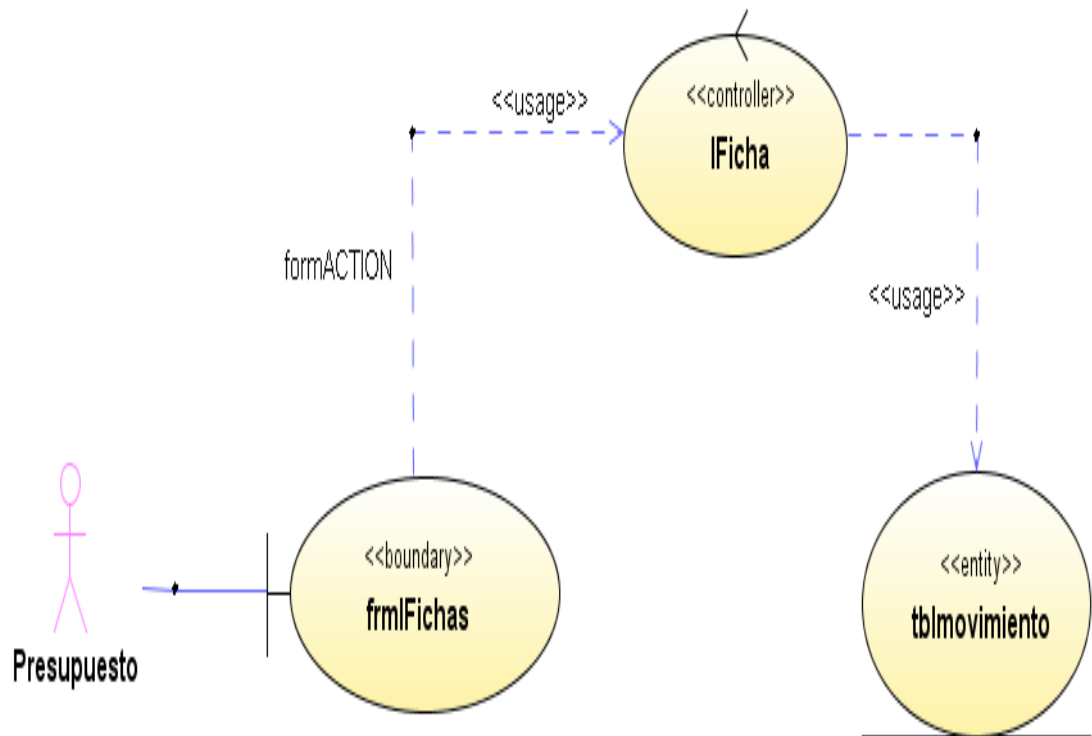 <<controller>>
IFicha
<<usage>>
formACTION
<<usage>>
<<boundary>>
frmIFichas
<<entity>>
tblmovimiento
Presupuesto